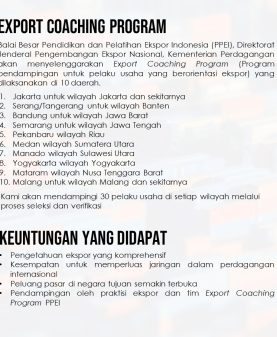 EXPORT COACHING PROGRAM
Balai Besar Pendidikan dan Pelatihan Ekspor Indonesia (PPEI), Direktorat
Jenderal Pengembangan Ekspor Nasional, Kementerian Perdagangan
akan menyelenggarakan Export Coaching Program (Program
pendampingan untuk pelaku usaha yang berorientasi ekspor) yang
dilaksanakan di 10 daerah.
1. Jakarta untuk wilayah Jakarta dan sekitarnya
2. Serang/Tangerang untuk wilayah Banten
3. Bandung untuk wilayah Jawa Barat
4. Semarang untuk wilayah Jawa Tengah
5. Pekanbaru wilayah Riau
6. Medan wilayah Sumatera Utara
7. Manado wilayah Sulawesi Utara
8. Yogyakarta wilayah Yogyakarta
9. Mataram wilayah Nusa Tenggara Barat
10. Malang untuk wilayah Malang dan sekitarnya
Kami akan mendampingi 30 pelaku usaha di setiap wilayah melalui
proses seleksi dan verifikasi
KEUNTUNGAN YANG DIDAPAT
• Pengetahuan ekspor yang komprehensif
• Kesempatan untuk memperluas jaringan dalam perdagangan
internasional
• Peluang pasar di negara tujuan semakin terbuka
• Pendampingan oleh praktisi ekspor dan tim Export Coaching
Program PPEI